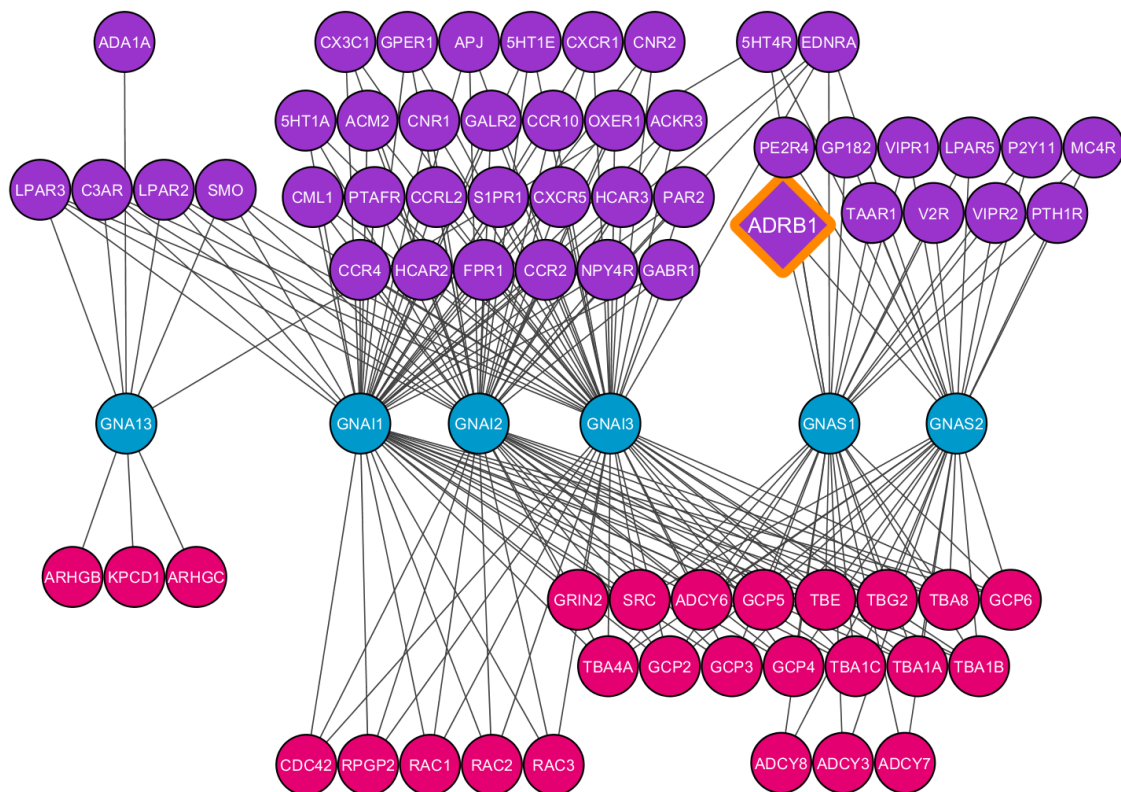 ADA1A
CX3C1 GPER1 APJ 5HT1E CXCR1 CNR2
5HT4R EDNRA
5HT1A ACM2 CNR1 GALR2 CCR10 OXER1 ACKR3
PE2R4 GP182 VIPR1 LPAR5 P2Y11 MC4R
LPAR3 C3AR LPAR2 SMO
CML1 PTAFR CCRL2 S1PR1 CXCR5 HCAR3 PAR2
ADRB1
TAAR1 V2R VIPR2 PTH1R
CCR4 HCAR2 FPR1 CCR2 NPY4R GABR1
GNA13 GNAI1 GNAI2 GNAI3 GNAS1 GNAS2
ARHGB KPCD1 ARHGC
GRIN2 SRC ADCY6 GCP5 TBE TBG2 TBA8 GCP6
TBA4A GCP2 GCP3 GCP4 TBA1C TBA1A TBA1B
CDC42 RPGP2 RAC1 RAC2 RAC3
ADCY8 ADCY3 ADCY7